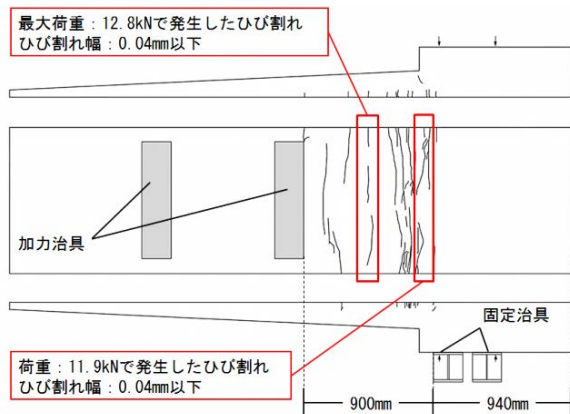 最大荷重：12.8kNで発生したひび割れ
ひび割れ幅：0.04mm以下
加力治具
固定治具
荷重：11.9kNで発生したひび割れ
ひび割れ幅：0.04mm以下
900mm
940mm